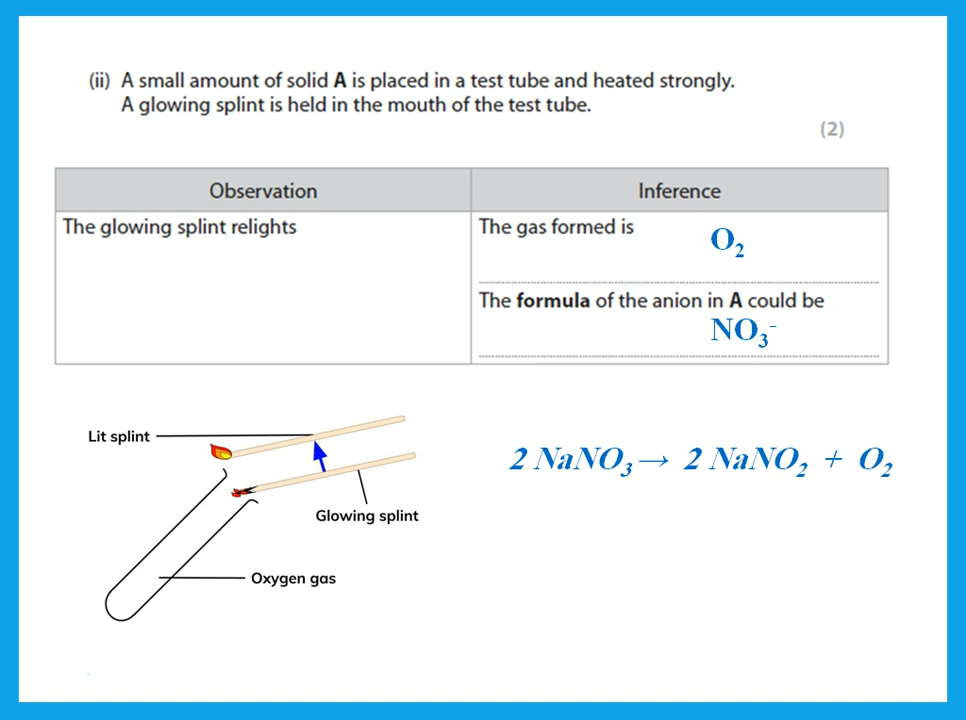 (ii) A small amount of solid A is placed in a test tube and heated strongly.
A glowing splint is held in the mouth of the test tube.
(2)
Observation
Inference
The glowing splint relights
The gas formed is O₂
The formula of the anion in A could be
NO₃⁻
Lit splint
2 NaNO₃ → 2 NaNO₂ + O₂
Glowing splint
Oxygen gas